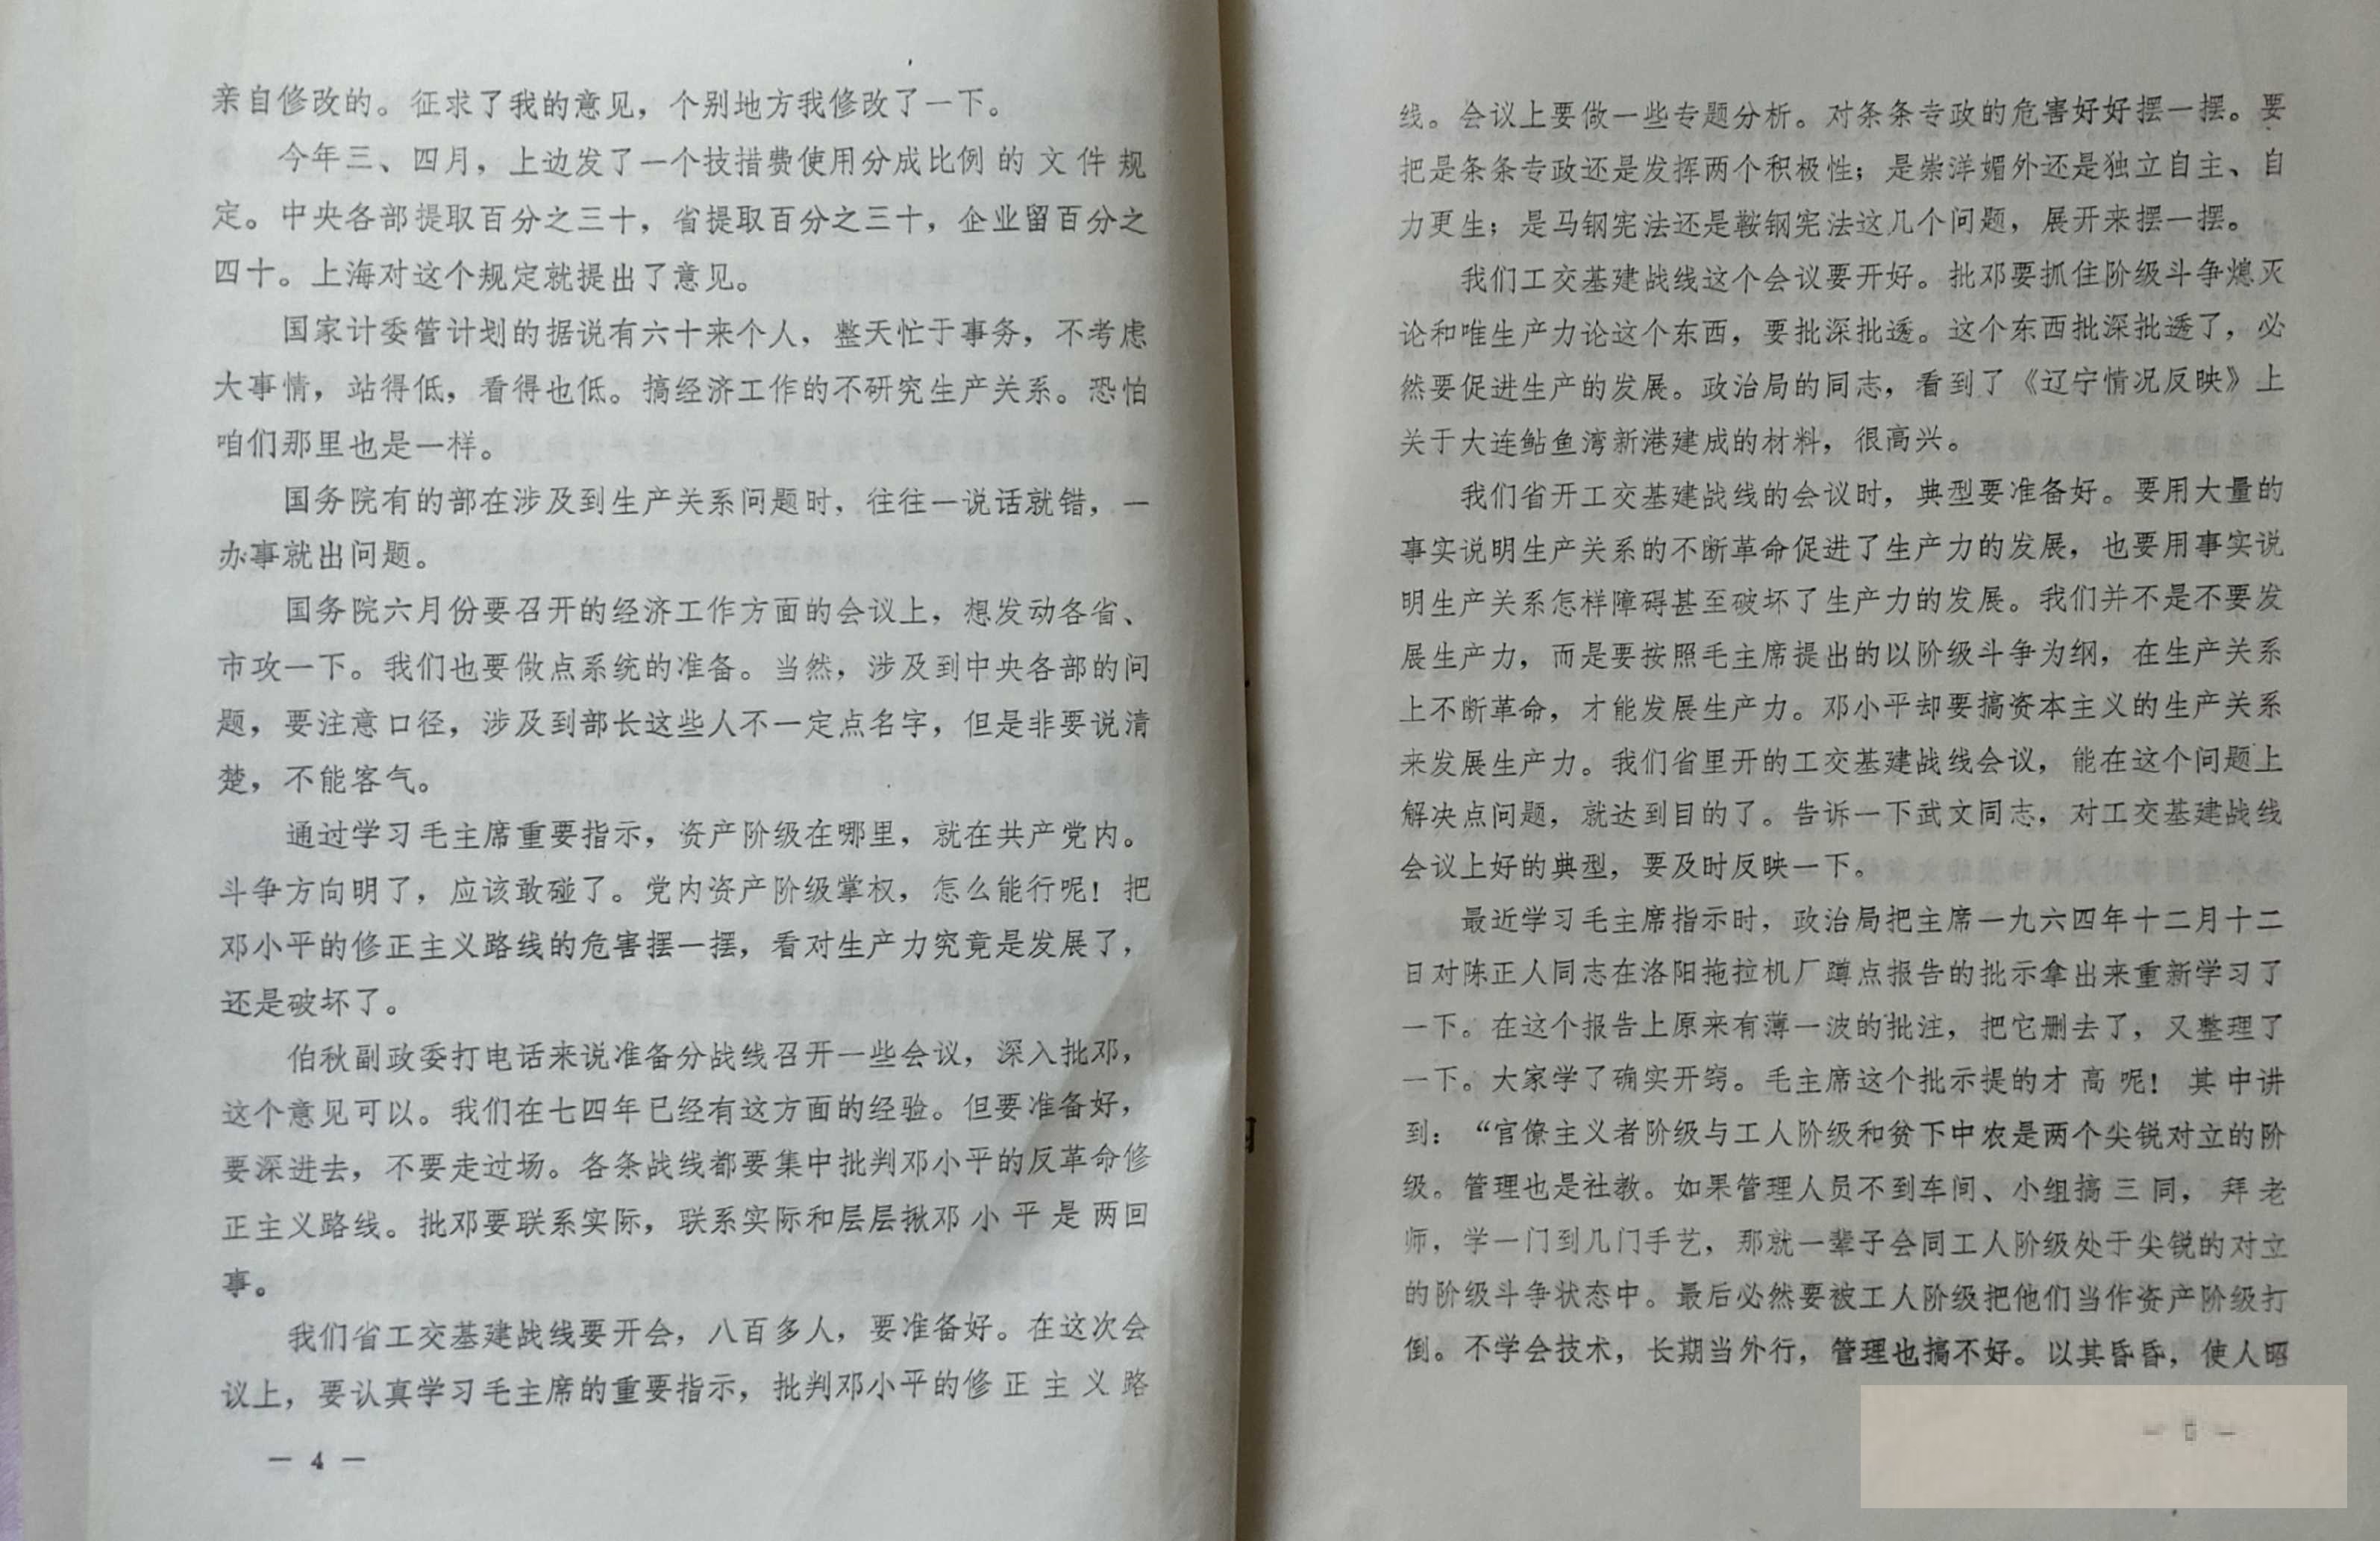 亲自修改的。征求了我的意见，个别地方我修改了一下。
今年三、四月，上边发了一个技措费使用分成比例的文件规
定。中央各部提取百分之三十，省提取百分之三十，企业留百分之
四十。上海对这个规定就提出了意见。
国家计委管计划的据说有六十来个人，整天忙于事务，不考虑
大事情，站得低，看得也低。搞经济工作的不研究生产关系。恐怕
咱们那里也是一样。
国务院有的部在涉及到生产关系问题时，往往一说话就错，一
办事就出问题。
国务院六月份要召开的经济工作方面的会议上，想发动各省、
市攻一下。我们也要做点系统的准备。当然，涉及到中央各部的问
题，要注意口径，涉及到部长这些人不一定点名字，但是非要说清
楚，不能客气。
通过学习毛主席重要指示，资产阶级在哪里，就在共产党内。
斗争方向明了，应该敢碰了。党内资产阶级掌权，怎么能行呢！把
邓小平的修正主义路线的危害摆一摆，看对生产力究竟是发展了，
还是破坏了。
伯秋副政委打电话来说准备分战线召开一些会议，深入批邓，
这个意见可以。我们在七四年已经有这方面的经验。但要准备好，
要深进去，不要走过场。各条战线都要集中批判邓小平的反革命修
正主义路线。批邓要联系实际，联系实际和层层揪邓小平是两回
事。
我们省工交基建战线要开会，八百多人，要准备好。在这次会
议上，要认真学习毛主席的重要指示，批判邓小平的修正主义路
— 4 —
线。会议上要做一些专题分析。对条条专政的危害好好摆一摆。要
把是条条专政还是发挥两个积极性；是崇洋媚外还是独立自主、自
力更生；是马钢宪法还是鞍钢宪法这几个问题，展开来摆一摆。
我们工交基建战线这个会议要开好。批邓要抓住阶级斗争熄灭
论和唯生产力论这个东西，要批深批透。这个东西批深批透了，必
然要促进生产的发展。政治局的同志，看到了《辽宁情况反映》上
关于大连鲇鱼湾新港建成的材料，很高兴。
我们省开工交基建战线的会议时，典型要准备好。要用大量的
事实说明生产关系的不断革命促进了生产力的发展，也要用事实说
明生产关系怎样障碍甚至破坏了生产力的发展。我们并不是不要发
展生产力，而是要按照毛主席提出的以阶级斗争为纲，在生产关系
上不断革命，才能发展生产力。邓小平却要搞资本主义的生产关系
来发展生产力。我们省里开的工交基建战线会议，能在这个问题上
解决点问题，就达到目的了。告诉一下武文同志，对工交基建战线
会议上好的典型，要及时反映一下。
最近学习毛主席指示时，政治局把主席一九六四年十二月十二
日对陈正人同志在洛阳拖拉机厂蹲点报告的批示拿出来重新学习了
一下。在这个报告上原来有薄一波的批注，把它删去了，又整理了
一下。大家学了确实开窍。毛主席这个批示提的才高呢！其中讲
到：“官僚主义者阶级与工人阶级和贫下中农是两个尖锐对立的阶
级。管理也是社教。如果管理人员不到车间、小组搞三同，拜老
师，学一门到几门手艺，那就一辈子会同工人阶级处于尖锐的对立
的阶级斗争状态中。最后必然要被工人阶级把他们当作资产阶级打
倒。不学会技术，长期当外行，管理也搞不好。以其昏昏，使人昭